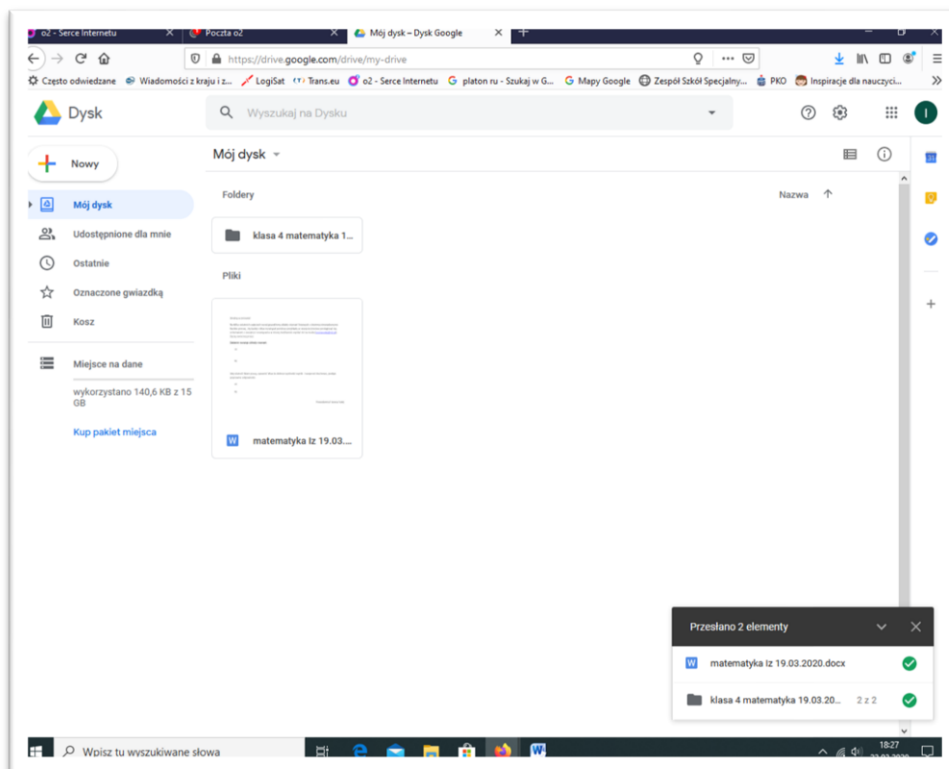 o2 - Serce Internetu
Poczta o2
Mój dysk – Dysk Google
https://drive.google.com/drive/my-drive
Często odwiedzane
Wiadomości z kraju i z...
LogiSat
Trans.eu
o2 - Serce Internetu
platon ru - Szukaj w G...
Mapy Google
Zespół Szkół Specjalny...
PKO
Inspiracje dla nauczyci...
Dysk
Wyszukaj na Dysku
I
Nowy
Mój dysk
Foldery
Nazwa
Mój dysk
Udostępnione dla mnie
klasa 4 matematyka 1...
Ostatnie
Pliki
Oznaczone gwiazdką
Kosz
Miejsce na dane
wykorzystano 140,6 KB z 15
GB
Kup pakiet miejsca
W matematyka Iz 19.03....
Przesłano 2 elementy
W matematyka Iz 19.03.2020.docx
klasa 4 matematyka 19.03.20... 2 z 2
Wpisz tu wyszukiwane słowa
18:27